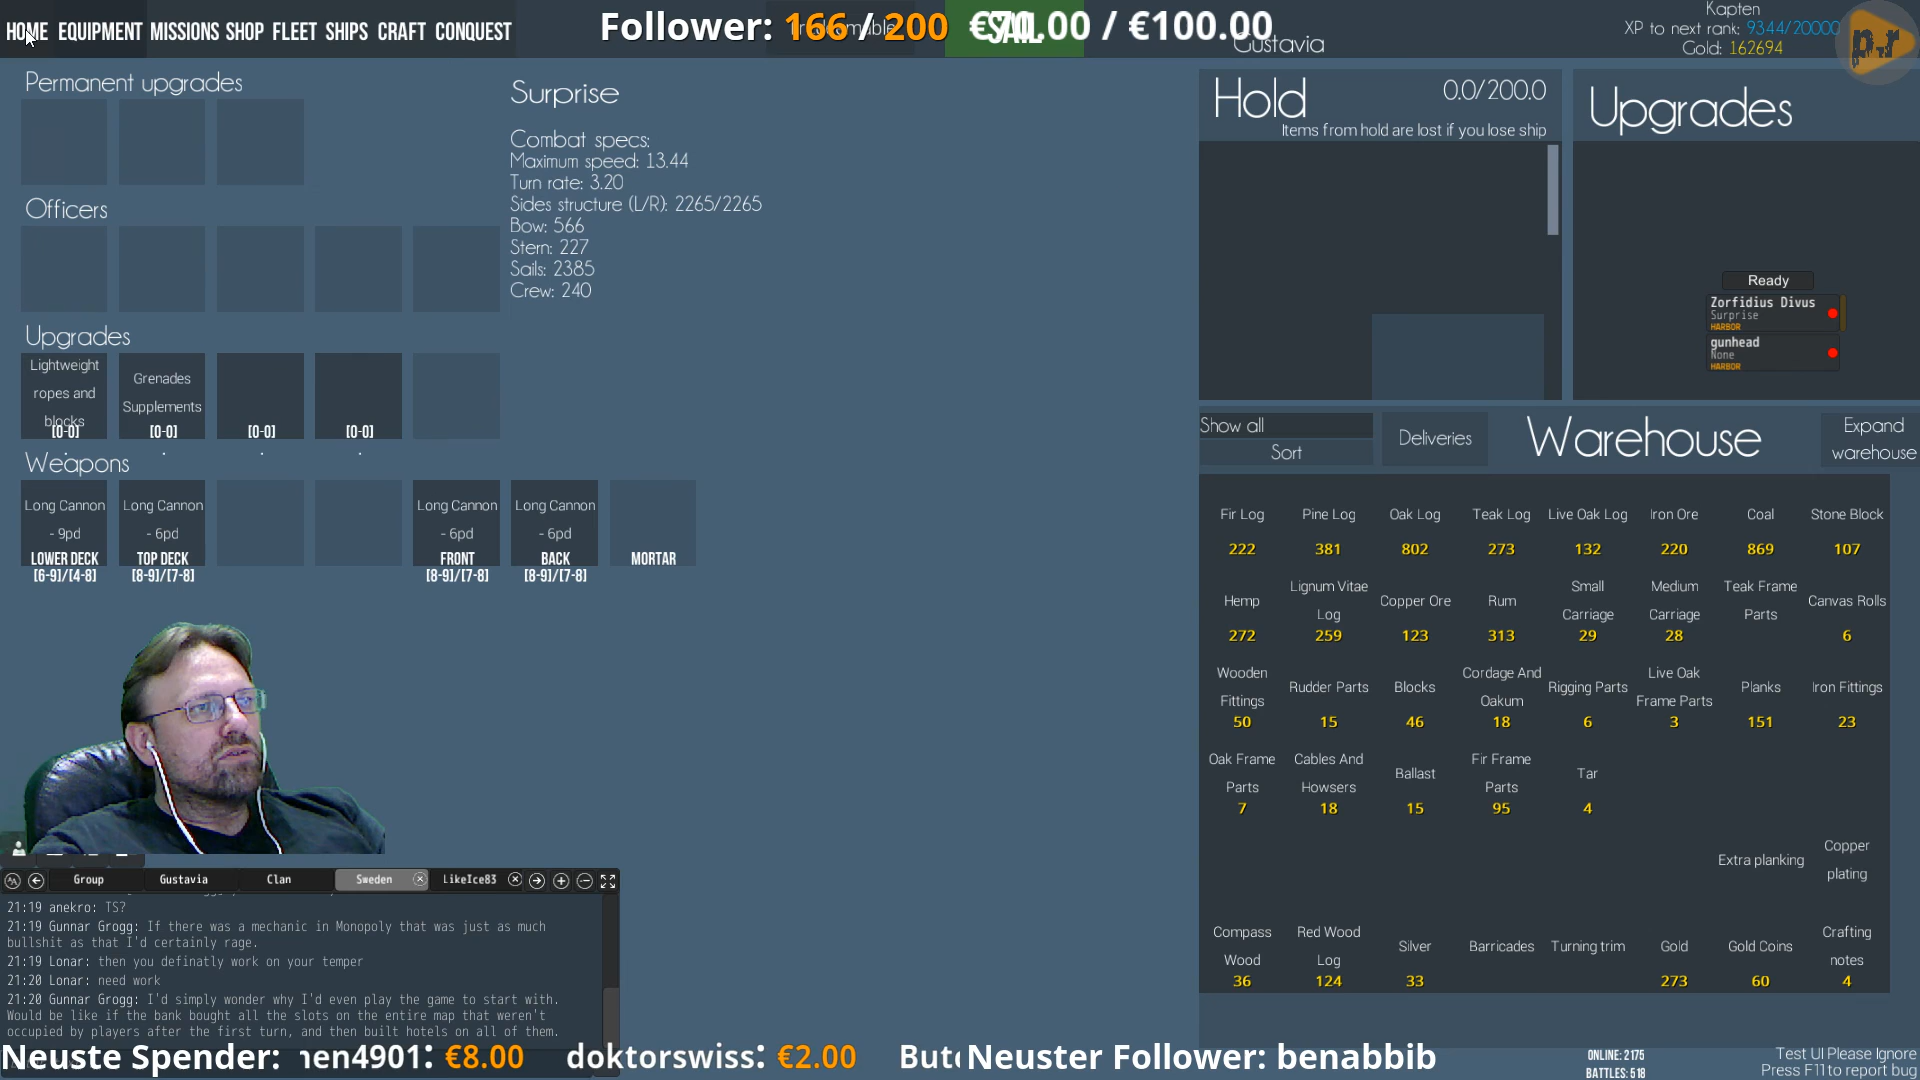 HOME EQUIPMENT MISSIONS SHOP FLEET SHIPS CRAFT CONQUEST
Follower: 166 / 200
SAIL
€70.00 / €100.00
Gustavia
Kapten
XP to next rank: 9344/20000
Gold: 162694
Permanent upgrades
Officers
Upgrades
Lightweight
ropes and
blocks
[0-0]
Grenades
Supplements
[0-0]
[0-0]
[0-0]
Weapons
Long Cannon
- 9pd
LOWER DECK
[6-9]/[4-8]
Long Cannon
- 6pd
TOP DECK
[8-9]/[7-8]
Long Cannon
- 6pd
FRONT
[8-9]/[7-8]
Long Cannon
- 6pd
BACK
[8-9]/[7-8]
MORTAR
Surprise
Combat specs:
Maximum speed: 13.44
Turn rate: 3.20
Sides structure (L/R): 2265/2265
Bow: 566
Stern: 227
Sails: 2385
Crew: 240
Hold
0.0/200.0
Items from hold are lost if you lose ship
Upgrades
Ready
Zorfidius Divus
Surprise
HARBOR
gunhead
None
HARBOR
Show all
Sort
Deliveries
Warehouse
Expand
warehouse
Fir Log
222
Pine Log
381
Oak Log
802
Teak Log
273
Live Oak Log
132
Iron Ore
220
Coal
869
Stone Block
107
Hemp
272
Lignum Vitae
Log
259
Copper Ore
123
Rum
313
Small
Carriage
29
Medium
Carriage
28
Teak Frame
Parts
Canvas Rolls
6
Wooden
Fittings
50
Rudder Parts
15
Blocks
46
Cordage And
Oakum
18
Rigging Parts
6
Live Oak
Frame Parts
3
Planks
151
Iron Fittings
23
Oak Frame
Parts
7
Cables And
Howsers
18
Ballast
15
Fir Frame
Parts
95
Tar
4
Extra planking
Copper
plating
Compass
Wood
36
Red Wood
Log
124
Silver
33
Barricades
Turning trim
Gold
273
Gold Coins
60
Crafting
notes
4
Group Gustavia Clan Sweden LikeIce83
21:19 anekro: TS?
21:19 Gunnar Grogg: If there was a mechanic in Monopoly that was just as much
bullshit as that I'd certainly rage.
21:19 Lonar: then you definatly work on your temper
21:20 Lonar: need work
21:20 Gunnar Grogg: I'd simply wonder why I'd even play the game to start with.
Would be like if the bank bought all the slots on the entire map that weren't
occupied by players after the first turn, and then built hotels on all of them.
Neuste Spender: nen4901: €8.00 doktorswiss: €2.00
Neuster Follower: benabbib
ONLINE: 2175
BATTLES: 518
Test UI Please Ignore
Press F11 to report bug